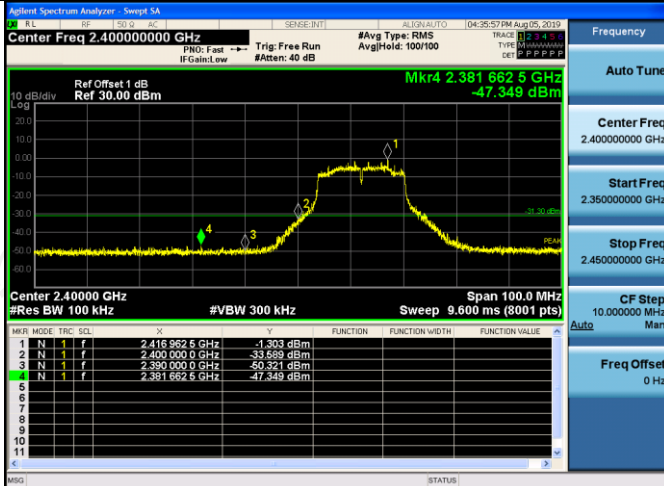 Agilent Spectrum Analyzer - Swept SA
RL RF 50 Ω AC SENSE:INT ALIGN AUTO 04:35:57 PM Aug 05, 2019
Center Freq 2.400000000 GHz
PNO: Fast
IFGain:Low
Trig: Free Run
#Atten: 40 dB
#Avg Type: RMS
Avg|Hold: 100/100
TRACE 1 2 3 4 5 6
TYPE M
DET P P P P P P
Ref Offset 1 dB
Ref 30.00 dBm
10 dB/div
Log
Mkr4 2.381 662 5 GHz
-47.349 dBm
20.0
10.0
0.00
-10.0
-20.0
-30.0
-40.0
-50.0
-60.0
1
2
3
4
-31.30 dBm
PEAK
Center 2.40000 GHz
#Res BW 100 kHz
#VBW 300 kHz
Span 100.0 MHz
Sweep 9.600 ms (8001 pts)
MKR MODE TRC SCL X Y FUNCTION FUNCTION WIDTH FUNCTION VALUE
1 N 1 f 2.416 962 5 GHz -1.303 dBm
2 N 1 f 2.400 000 0 GHz -33.589 dBm
3 N 1 f 2.390 000 0 GHz -50.321 dBm
4 N 1 f 2.381 662 5 GHz -47.349 dBm
5
6
7
8
9
10
11
MSG
STATUS
Frequency
Auto Tune
Center Freq
2.400000000 GHz
Start Freq
2.350000000 GHz
Stop Freq
2.450000000 GHz
CF Step
10.000000 MHz
Auto Man
Freq Offset
0 Hz